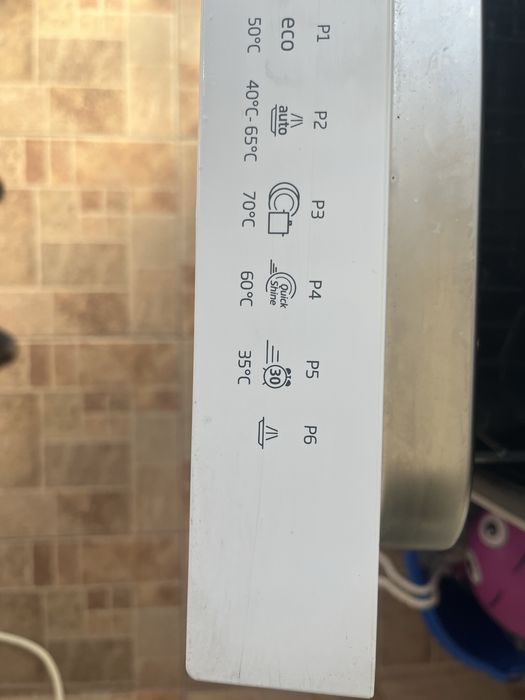 P1
eco
50°C
P2
auto
40°C- 65°C
P3
70°C
P4
Quick
Shine
60°C
P5
30
35°C
P6